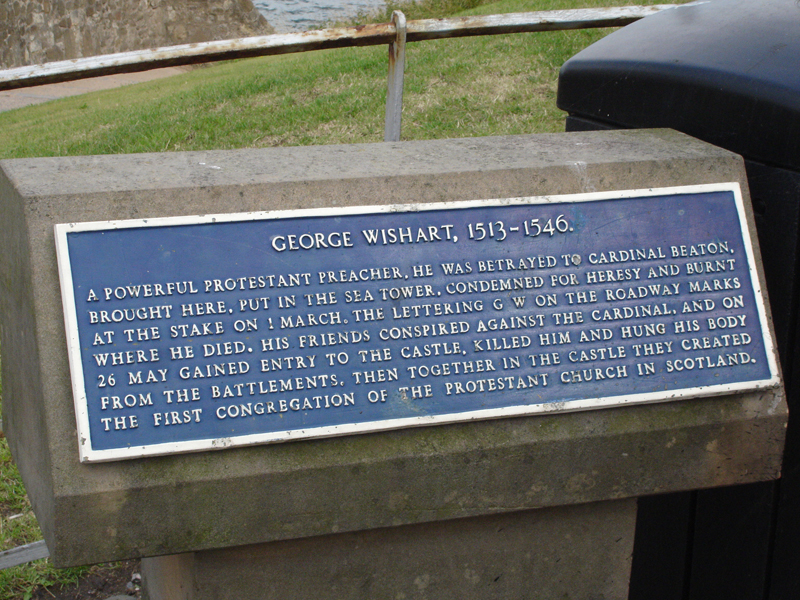 GEORGE WISHART, 1513-1546.
A POWERFUL PROTESTANT PREACHER. HE WAS BETRAYED TO CARDINAL BEATON,
BROUGHT HERE, PUT IN THE SEA TOWER, CONDEMNED FOR HERESY AND BURNT
AT THE STAKE ON 1 MARCH. THE LETTERING G W ON THE ROADWAY MARKS
WHERE HE DIED. HIS FRIENDS CONSPIRED AGAINST THE CARDINAL, AND ON
26 MAY GAINED ENTRY TO THE CASTLE, KILLED HIM AND HUNG HIS BODY
FROM THE BATTLEMENTS. THEN TOGETHER IN THE CASTLE THEY CREATED
THE FIRST CONGREGATION OF THE PROTESTANT CHURCH IN SCOTLAND.